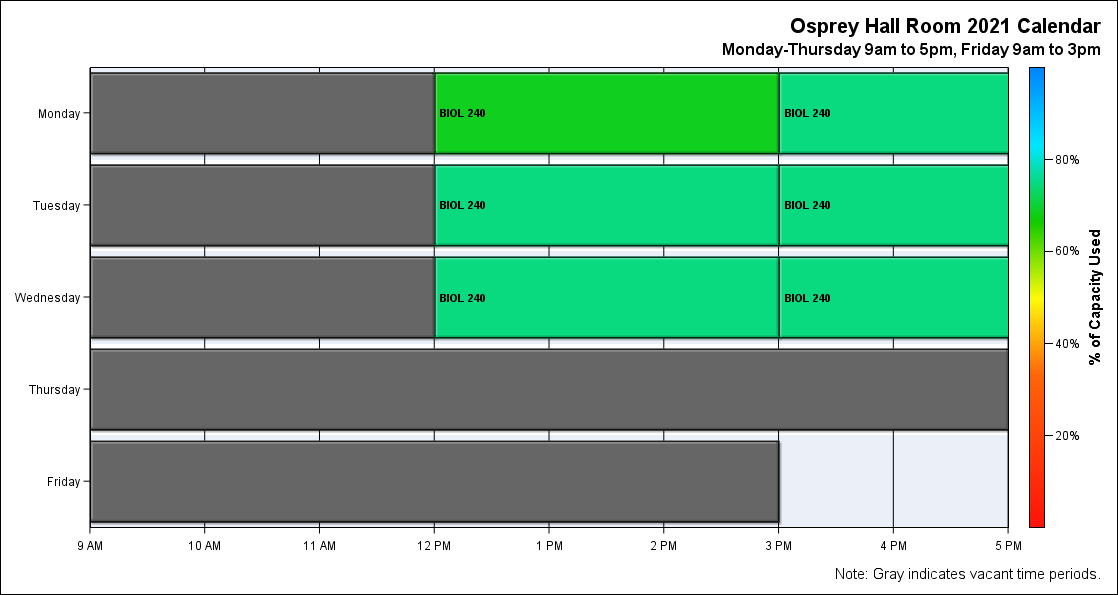 Osprey Hall Room 2021 Calendar
Monday-Thursday 9am to 5pm, Friday 9am to 3pm
Monday
BIOL 240
BIOL 240
Tuesday
BIOL 240
BIOL 240
Wednesday
BIOL 240
BIOL 240
Thursday
Friday
9 AM
10 AM
11 AM
12 PM
1 PM
2 PM
3 PM
4 PM
5 PM
80%
60%
40%
20%
% of Capacity Used
Note: Gray indicates vacant time periods.